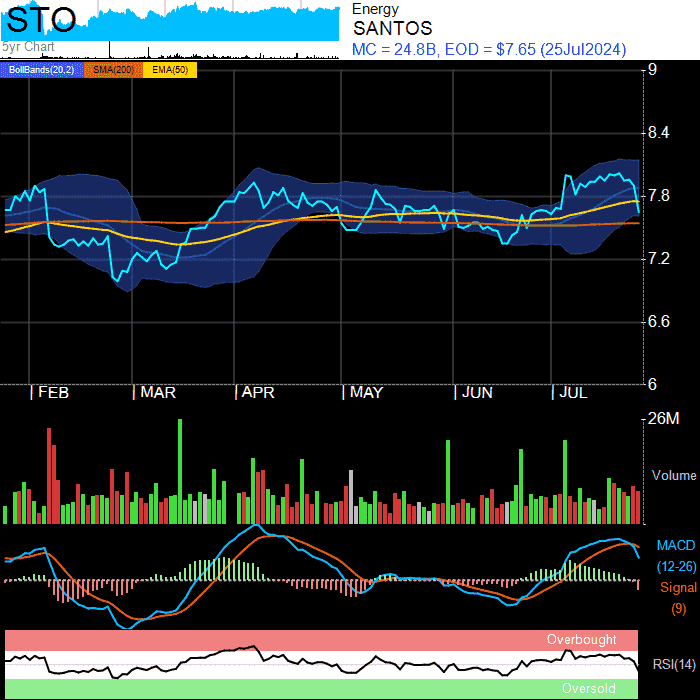 STO
5yr Chart
Energy
SANTOS
MC = 24.8B, EOD = $7.65 (25Jul2024)
BollBands(20,2) SMA(200) EMA(50)
9
8.4
7.8
7.2
6.6
6
FEB MAR APR MAY JUN JUL
26M
Volume
MACD
(12-26)
Signal
(9)
Overbought
RSI(14)
Oversold